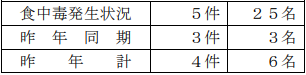 食中毒発生状況 5件 25名
昨年同期 3件 3名
昨年計 4件 6名